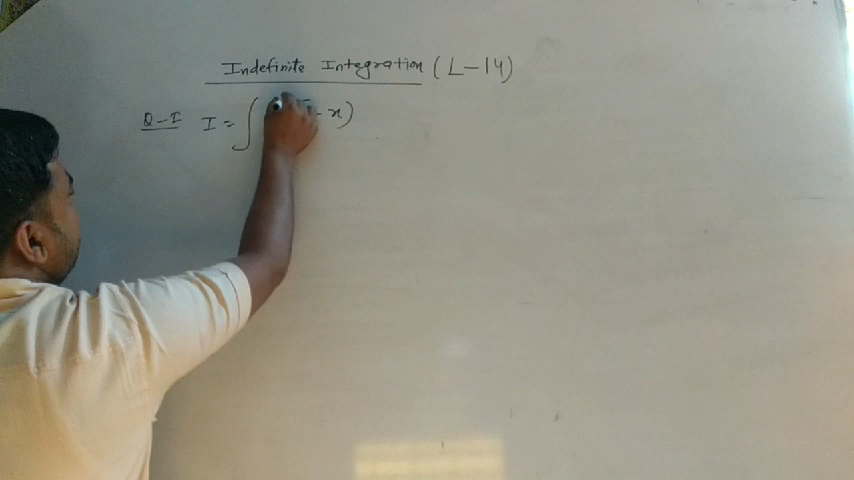 Indefinite Integration (L-14)
Q-I I = ∫ - x)